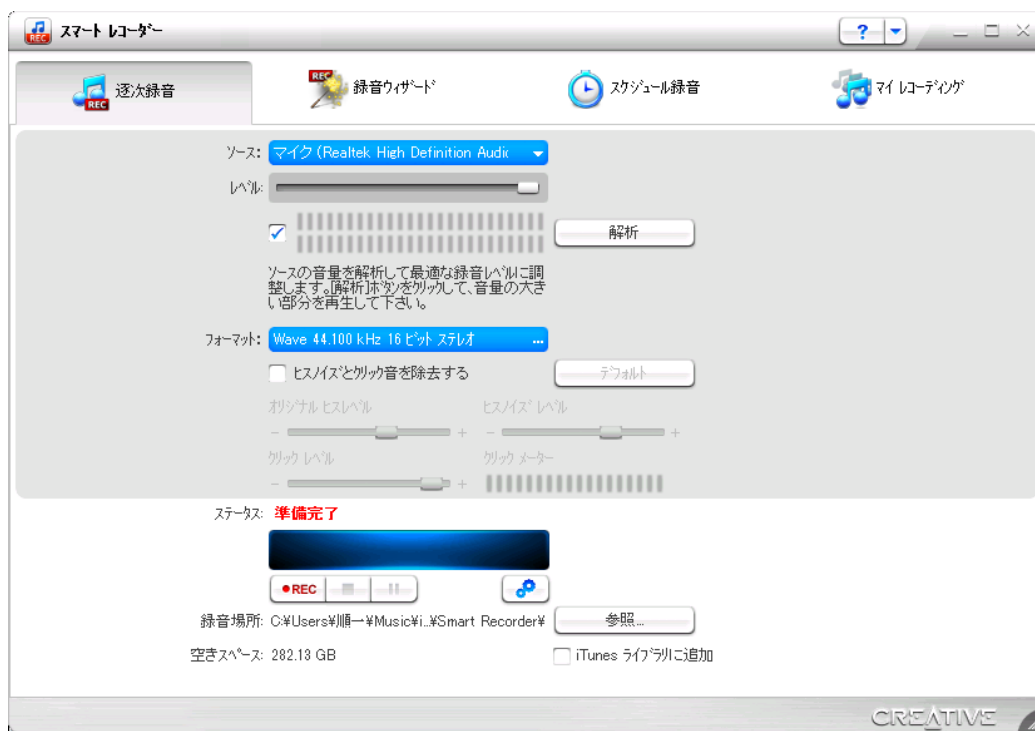 スマート レコーダー
?
逐次録音
録音ウィザード
スケジュール録音
マイ レコーディング
ソース: マイク (Realtek High Definition Audic
レベル:
解析
ソースの音量を解析して最適な録音レベルに調
整します。[解析]ボタンをクリックして、音量の大き
い部分を再生して下さい。
フォーマット: Wave 44.100 kHz 16 ビット ステレオ ...
ヒスノイズとクリック音を除去する
デフォルト
オリジナル ヒスレベル
ヒスノイズ レベル
- +
- +
クリック レベル
クリック メーター
- +
ステータス: 準備完了
REC
録音場所: C:¥Users¥順一¥Music¥i..¥Smart Recorder¥
参照...
空きスペース: 282.13 GB
iTunes ライブラリに追加
CREATIVE